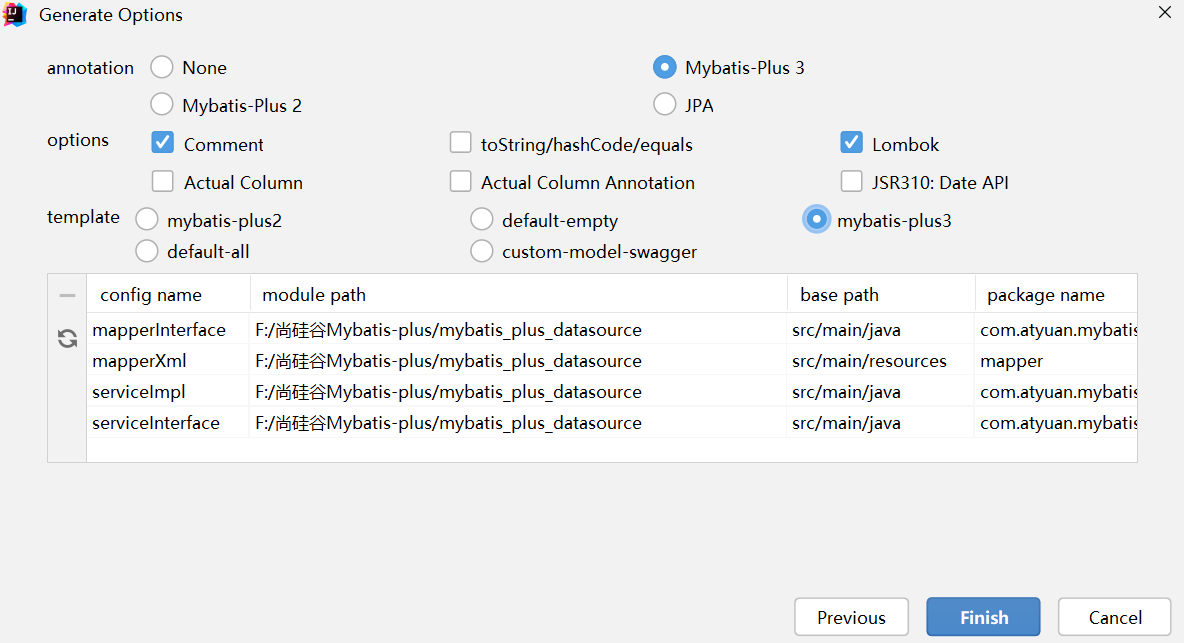 Generate Options
annotation None Mybatis-Plus 3
Mybatis-Plus 2 JPA
options Comment toString/hashCode/equals Lombok
Actual Column Actual Column Annotation JSR310: Date API
template mybatis-plus2 default-empty mybatis-plus3
default-all custom-model-swagger
config name module path base path package name
mapperInterface F:/尚硅谷Mybatis-plus/mybatis_plus_datasource src/main/java com.atyuan.mybatis
mapperXml F:/尚硅谷Mybatis-plus/mybatis_plus_datasource src/main/resources mapper
serviceImpl F:/尚硅谷Mybatis-plus/mybatis_plus_datasource src/main/java com.atyuan.mybatis
serviceInterface F:/尚硅谷Mybatis-plus/mybatis_plus_datasource src/main/java com.atyuan.mybatis
Previous Finish Cancel